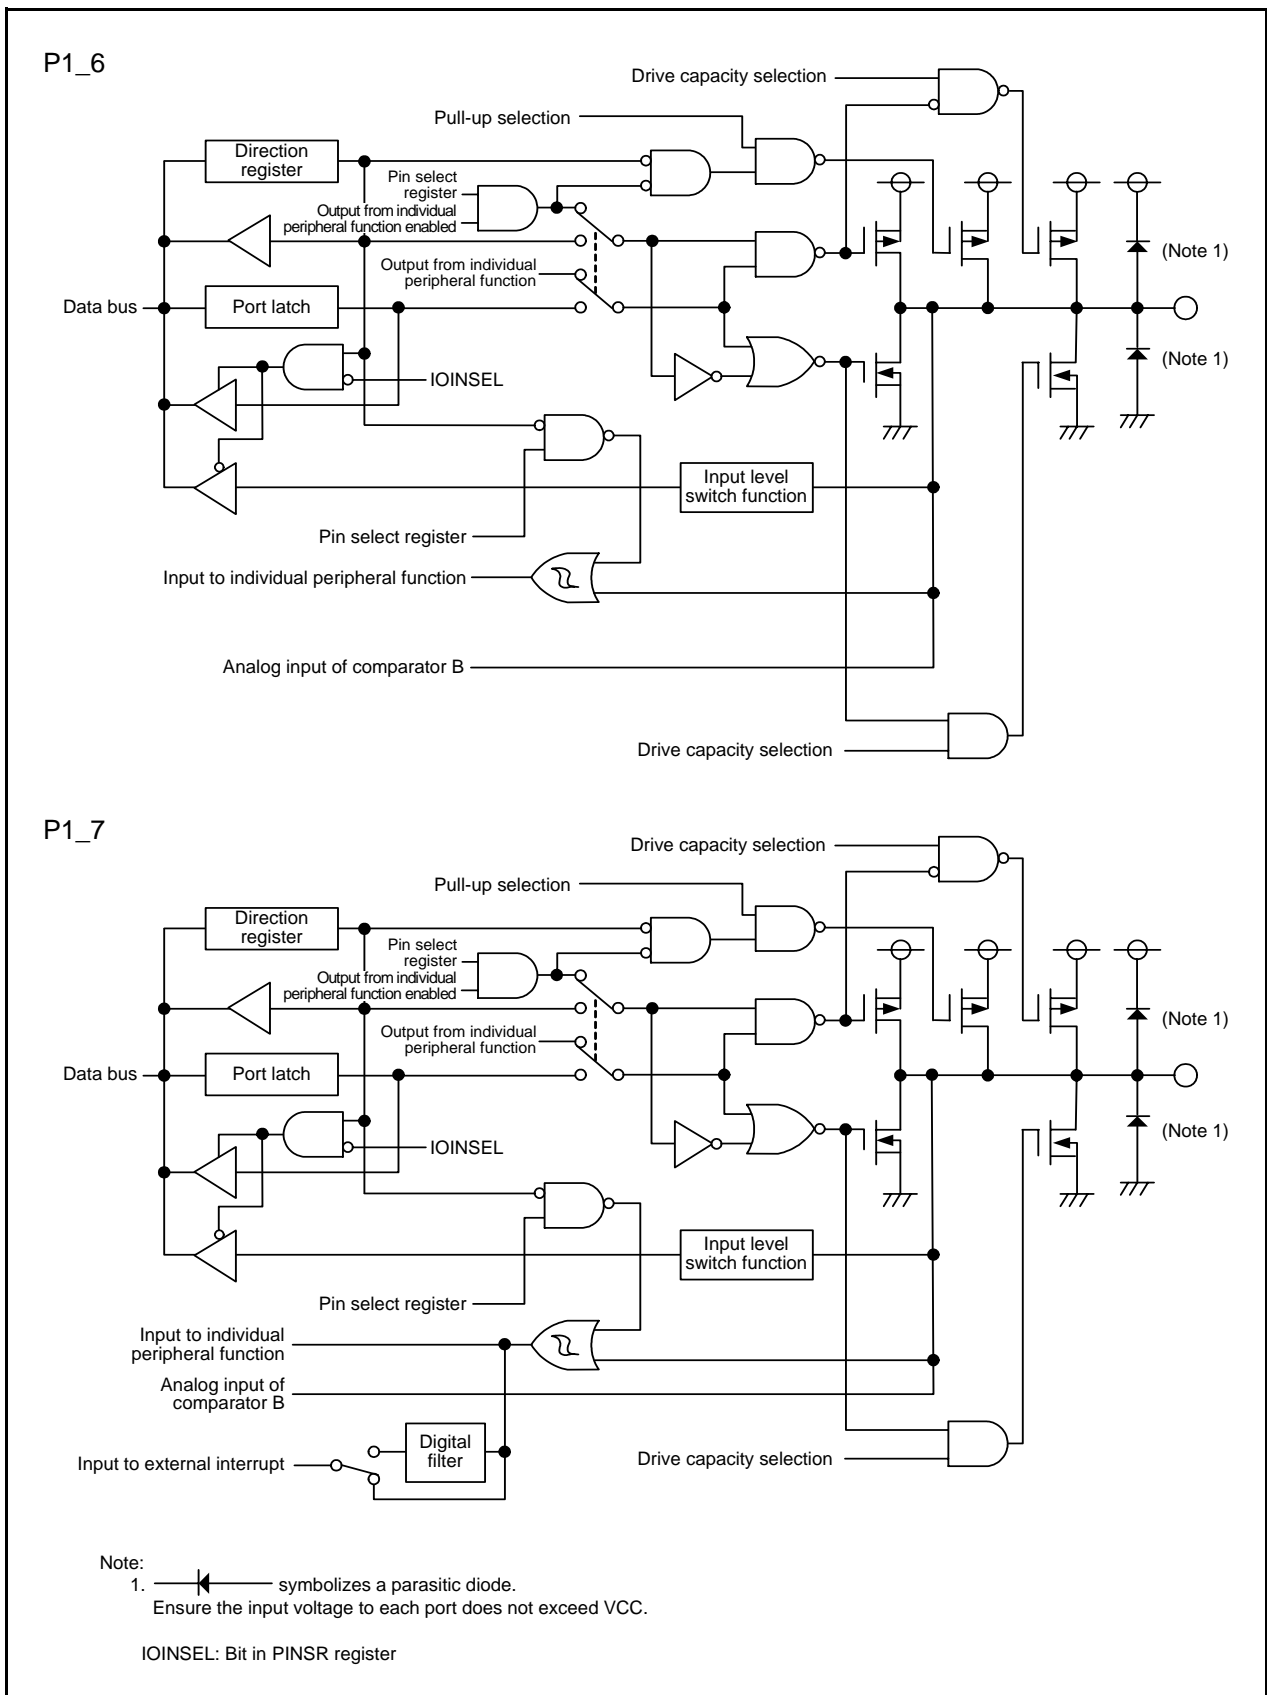 P1_6
Drive capacity selection
Pull-up selection
Direction
register
Pin select
register
Output from individual
peripheral function enabled
Output from individual
peripheral function
(Note 1)
Data bus
Port latch
(Note 1)
IOINSEL
Input level
switch function
Pin select register
Input to individual peripheral function
Analog input of comparator B
Drive capacity selection
P1_7
Drive capacity selection
Pull-up selection
Direction
register
Pin select
register
Output from individual
peripheral function enabled
Output from individual
peripheral function
(Note 1)
Data bus
Port latch
(Note 1)
IOINSEL
Input level
switch function
Pin select register
Input to individual
peripheral function
Analog input of
comparator B
Digital
filter
Input to external interrupt
Drive capacity selection
Note:
1. symbolizes a parasitic diode.
Ensure the input voltage to each port does not exceed VCC.
IOINSEL: Bit in PINSR register